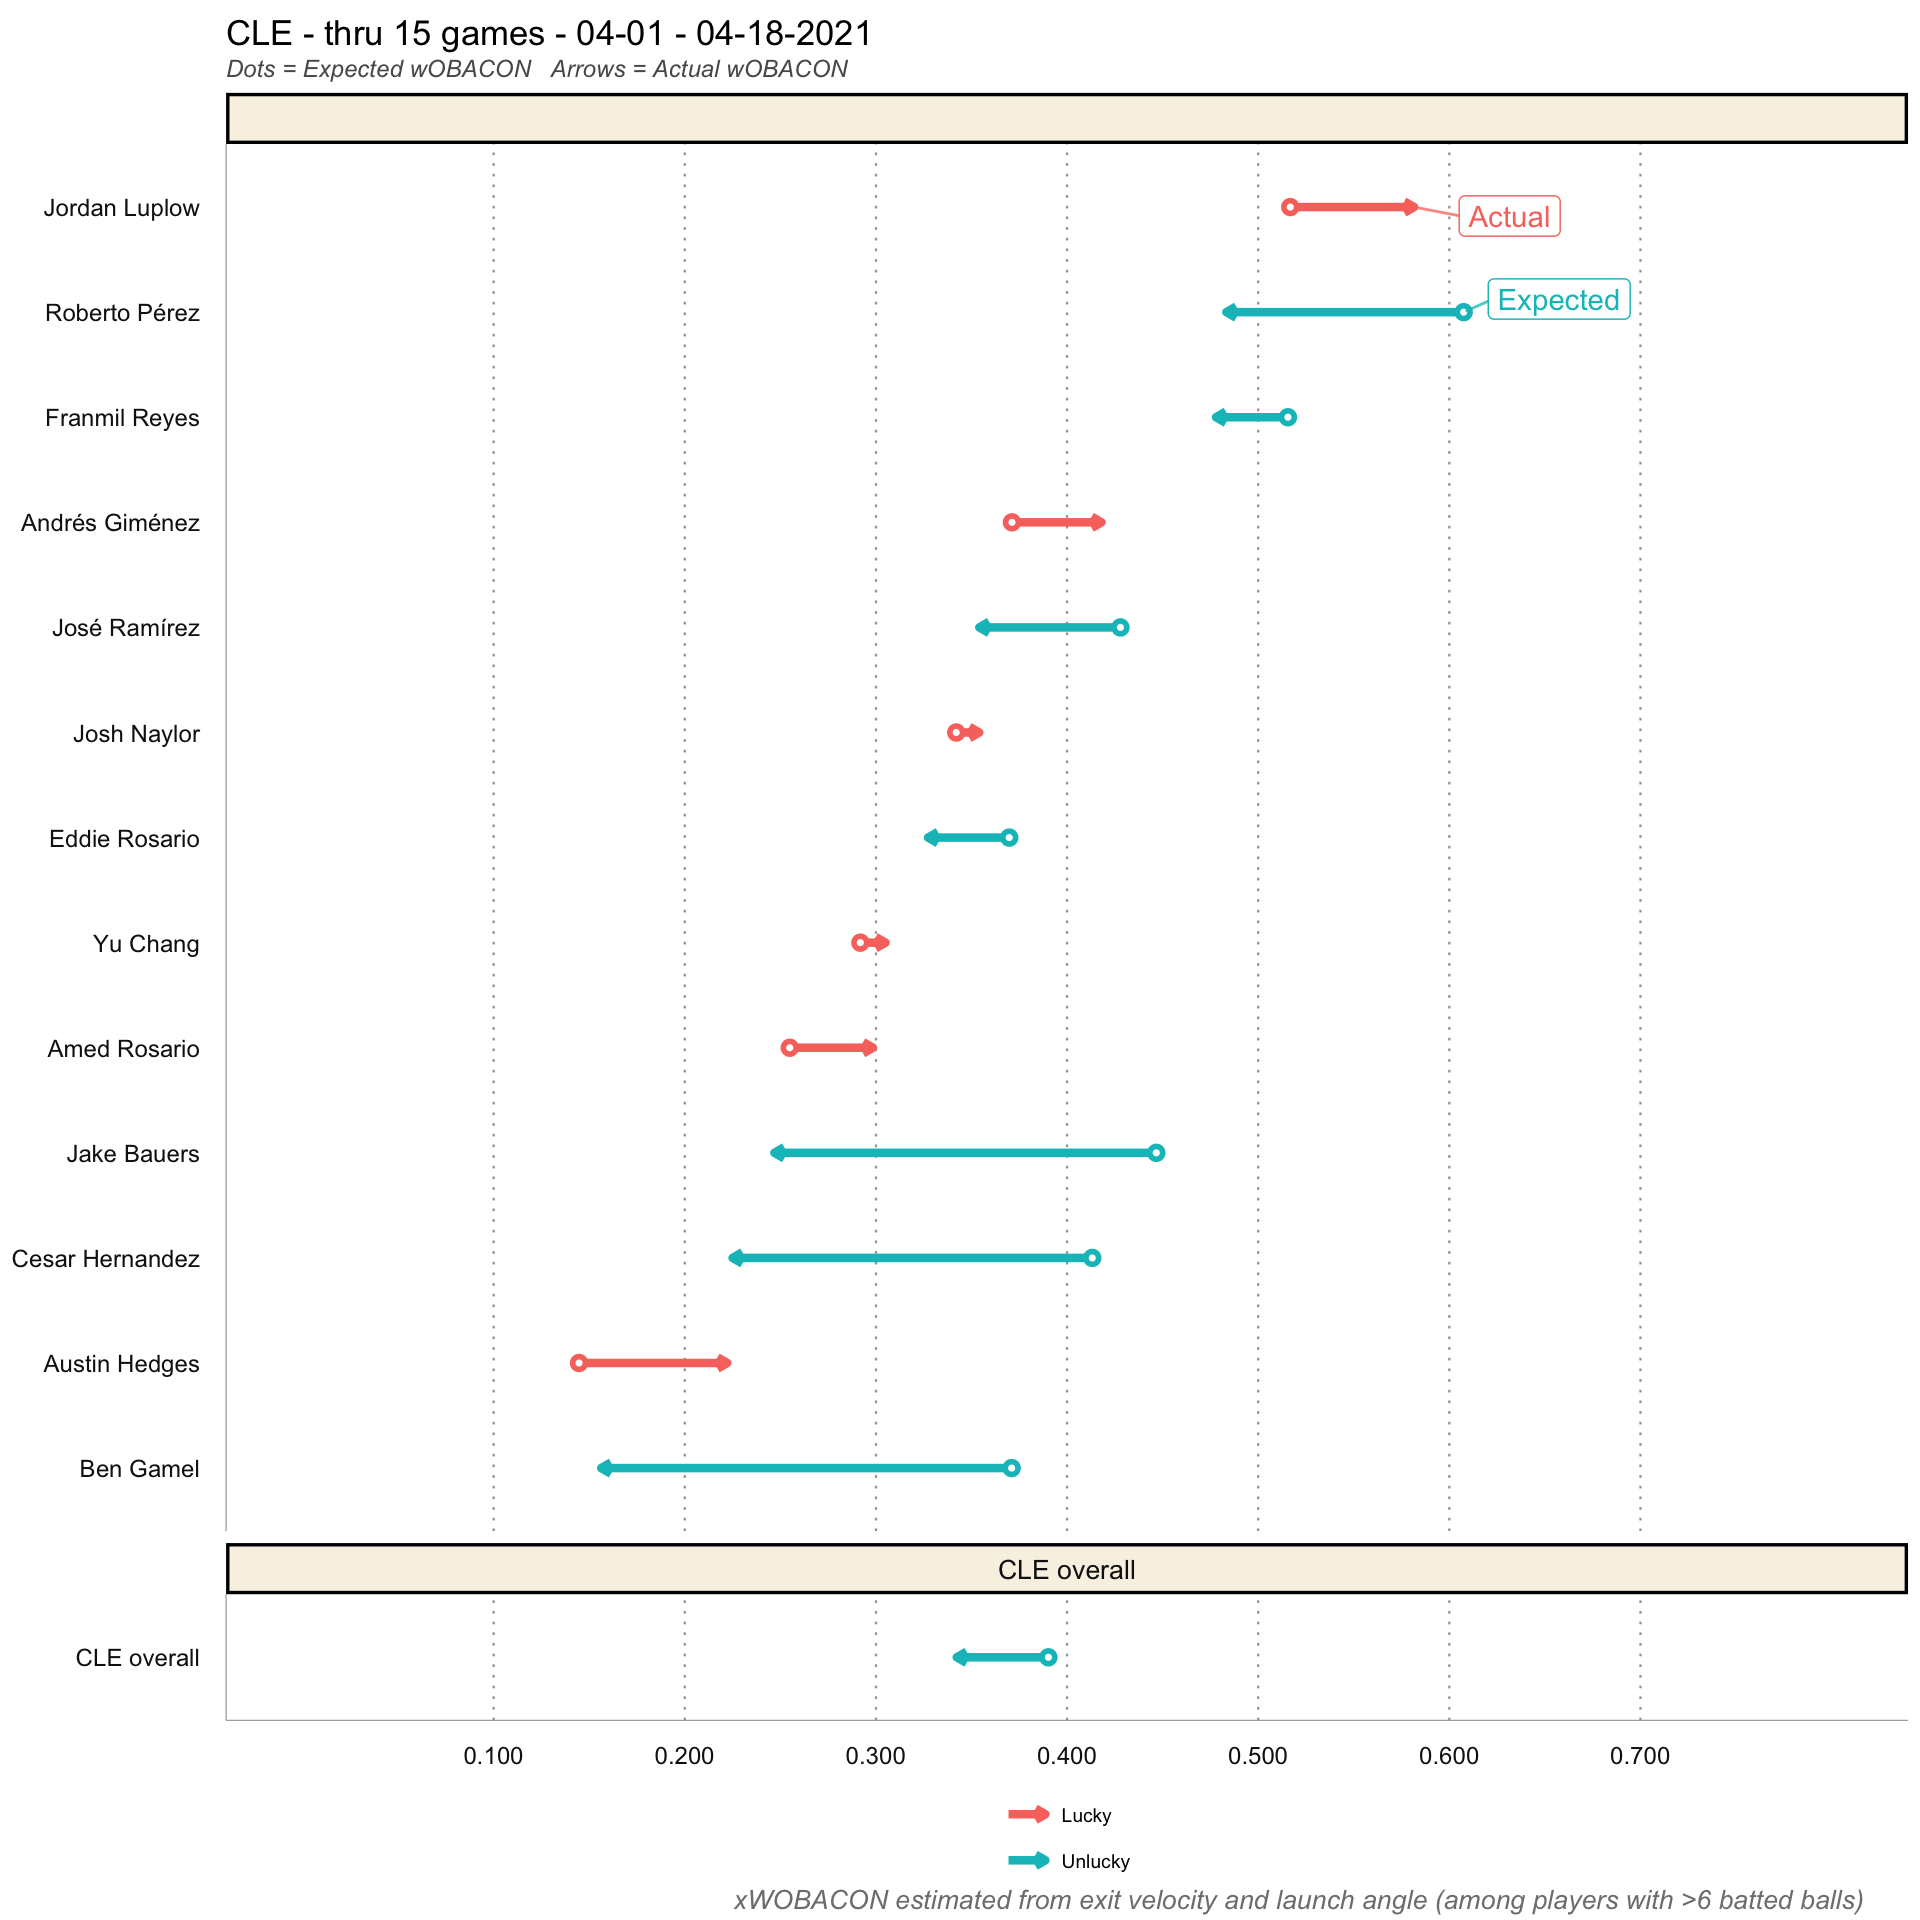 CLE - thru 15 games - 04-01 - 04-18-2021
Dots = Expected wOBACON   Arrows = Actual wOBACON
Jordan Luplow
Actual
Roberto Pérez
Expected
Franmil Reyes
Andrés Giménez
José Ramírez
Josh Naylor
Eddie Rosario
Yu Chang
Amed Rosario
Jake Bauers
Cesar Hernandez
Austin Hedges
Ben Gamel
CLE overall
CLE overall
0.100 0.200 0.300 0.400 0.500 0.600 0.700
Lucky
Unlucky
xWOBACON estimated from exit velocity and launch angle (among players with >6 batted balls)